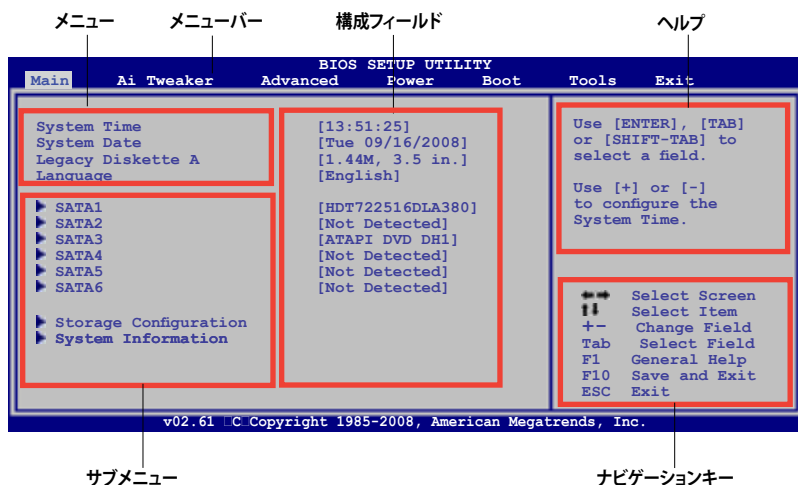 メニュー メニューバー 構成フィールド ヘルプ
BIOS SETUP UTILITY
Main Ai Tweaker Advanced Power Boot Tools Exit
System Time [13:51:25]
System Date [Tue 09/16/2008]
Legacy Diskette A [1.44M, 3.5 in.]
Language [English]
SATA1 [HDT722516DLA380]
SATA2 [Not Detected]
SATA3 [ATAPI DVD DH1]
SATA4 [Not Detected]
SATA5 [Not Detected]
SATA6 [Not Detected]
Storage Configuration
System Information
Use [ENTER], [TAB]
or [SHIFT-TAB] to
select a field.
Use [+] or [-]
to configure the
System Time.
Select Screen
Select Item
+- Change Field
Tab Select Field
F1 General Help
F10 Save and Exit
ESC Exit
v02.61 □C□Copyright 1985-2008, American Megatrends, Inc.
サブメニュー ナビゲーションキー